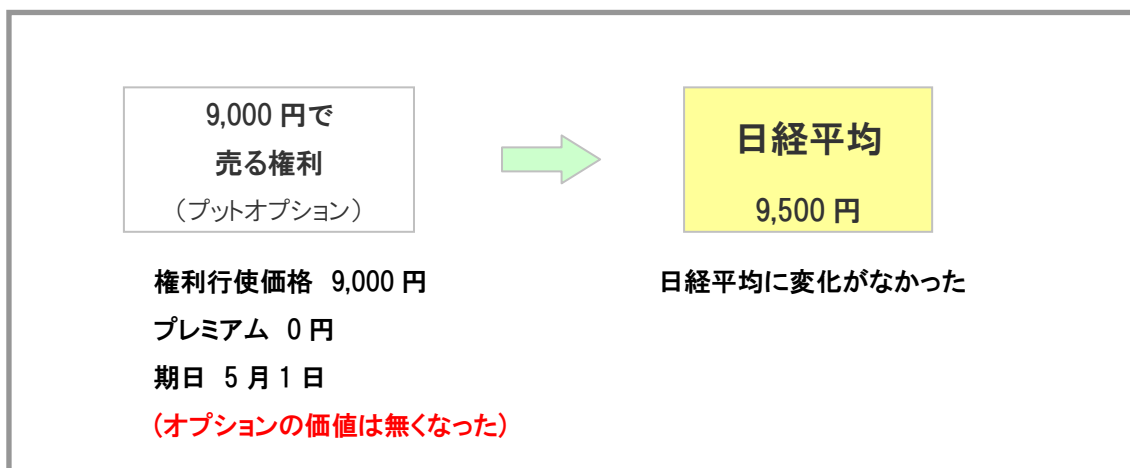 9,000 円で
売る権利
（プットオプション）
日経平均
9,500 円
権利行使価格 9,000 円
プレミアム 0 円
期日 5 月 1 日
(オプションの価値は無くなった)
日経平均に変化がなかった